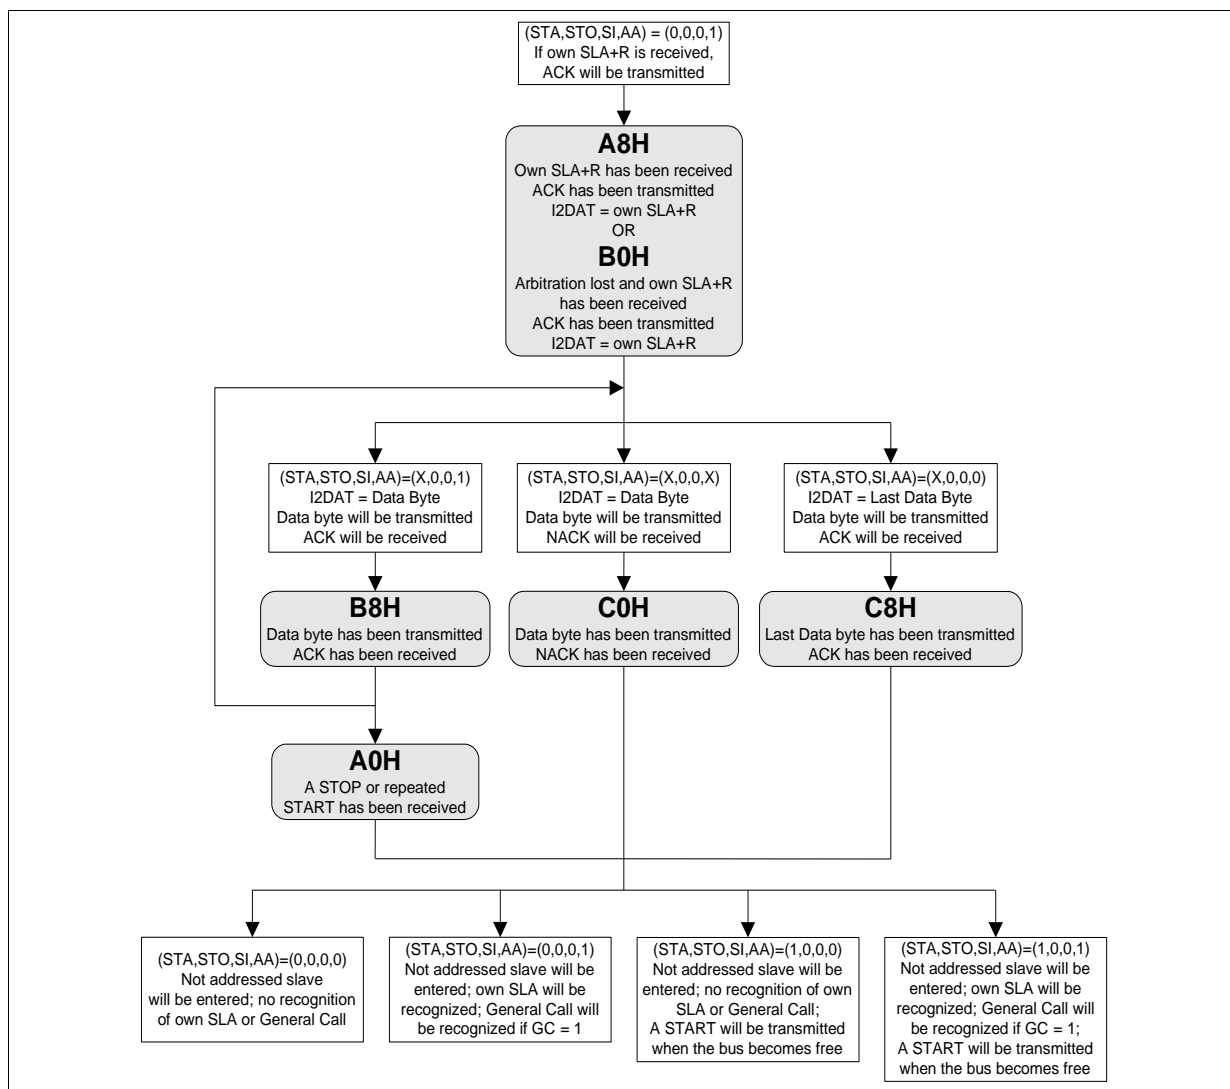 (STA,STO,SI,AA) = (0,0,0,1)
If own SLA+R is received,
ACK will be transmitted
A8H
Own SLA+R has been received
ACK has been transmitted
I2DAT = own SLA+R
OR
B0H
Arbitration lost and own SLA+R
has been received
ACK has been transmitted
I2DAT = own SLA+R
(STA,STO,SI,AA)=(X,0,0,1)
I2DAT = Data Byte
Data byte will be transmitted
ACK will be received
(STA,STO,SI,AA)=(X,0,0,X)
I2DAT = Data Byte
Data byte will be transmitted
NACK will be received
(STA,STO,SI,AA)=(X,0,0,0)
I2DAT = Last Data Byte
Data byte will be transmitted
ACK will be received
B8H
Data byte has been transmitted
ACK has been received
C0H
Data byte has been transmitted
NACK has been received
C8H
Last Data byte has been transmitted
ACK has been received
A0H
A STOP or repeated
START has been received
(STA,STO,SI,AA)=(0,0,0,0)
Not addressed slave
will be entered; no recognition
of own SLA or General Call
(STA,STO,SI,AA)=(0,0,0,1)
Not addressed slave will be
entered; own SLA will be
recognized; General Call will
be recognized if GC = 1
(STA,STO,SI,AA)=(1,0,0,0)
Not addressed slave will be
entered; no recognition of own
SLA or General Call;
A START will be transmitted
when the bus becomes free
(STA,STO,SI,AA)=(1,0,0,1)
Not addressed slave will be
entered; own SLA will be
recognized; General Call will
be recognized if GC = 1;
A START will be transmitted
when the bus becomes free